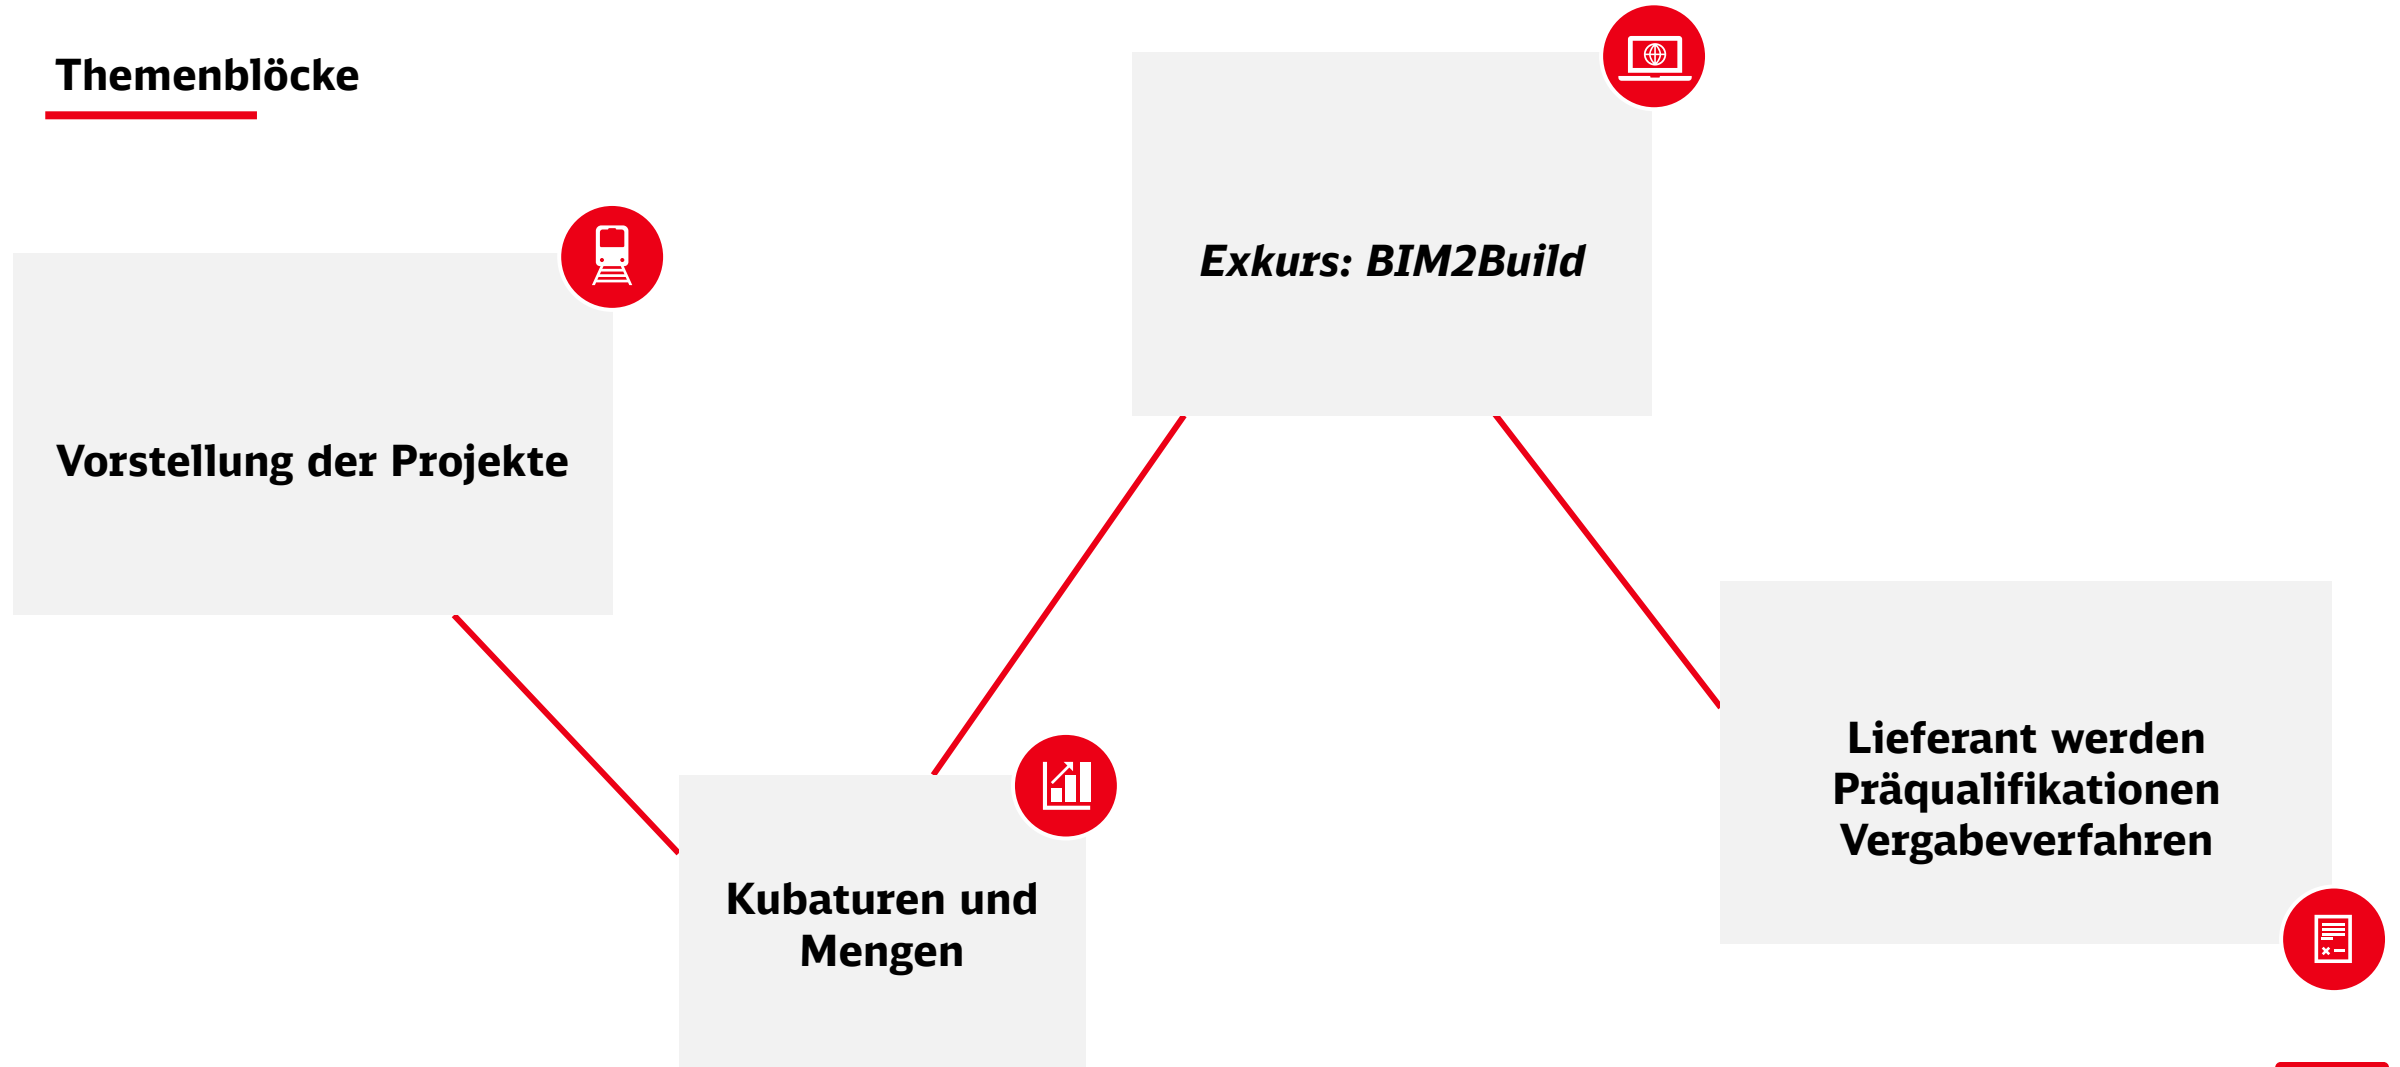 Themenblöcke
Vorstellung der Projekte
Kubaturen und
Mengen
Exkurs: BIM2Build
Lieferant werden
Präqualifikationen
Vergabeverfahren